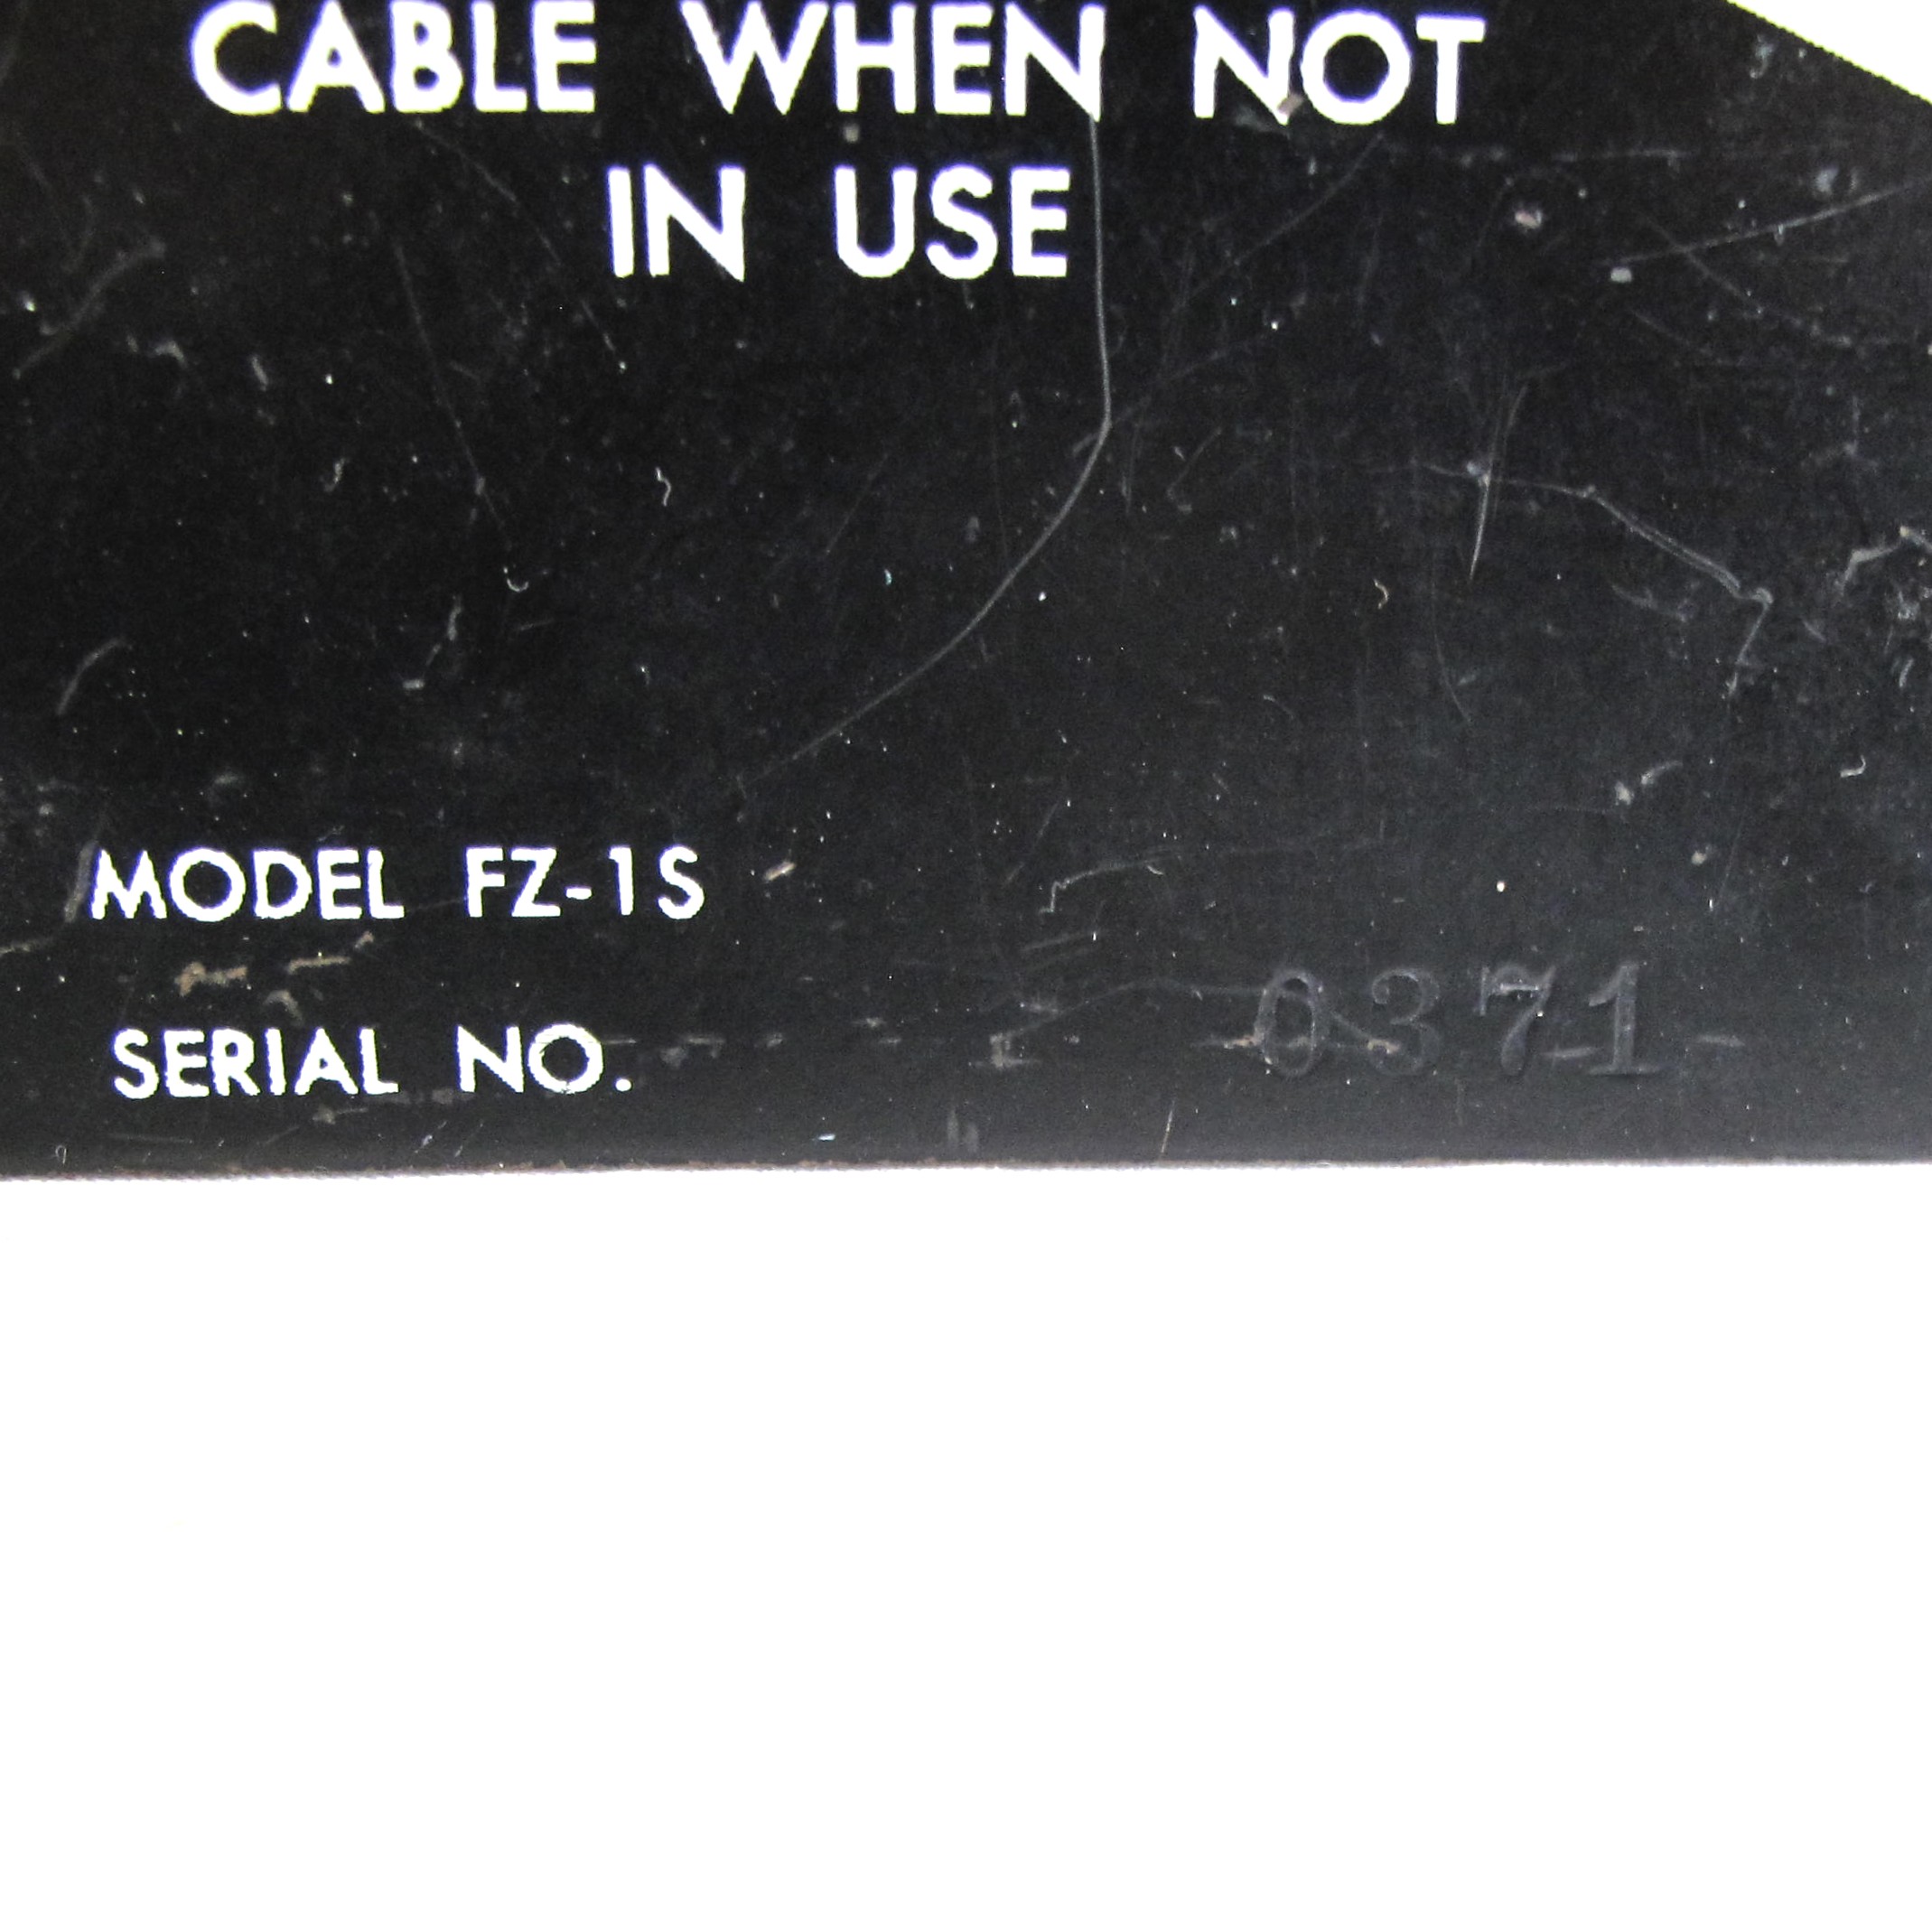 CABLE WHEN NOT
IN USE
MODEL FZ-1S
SERIAL NO. 0371